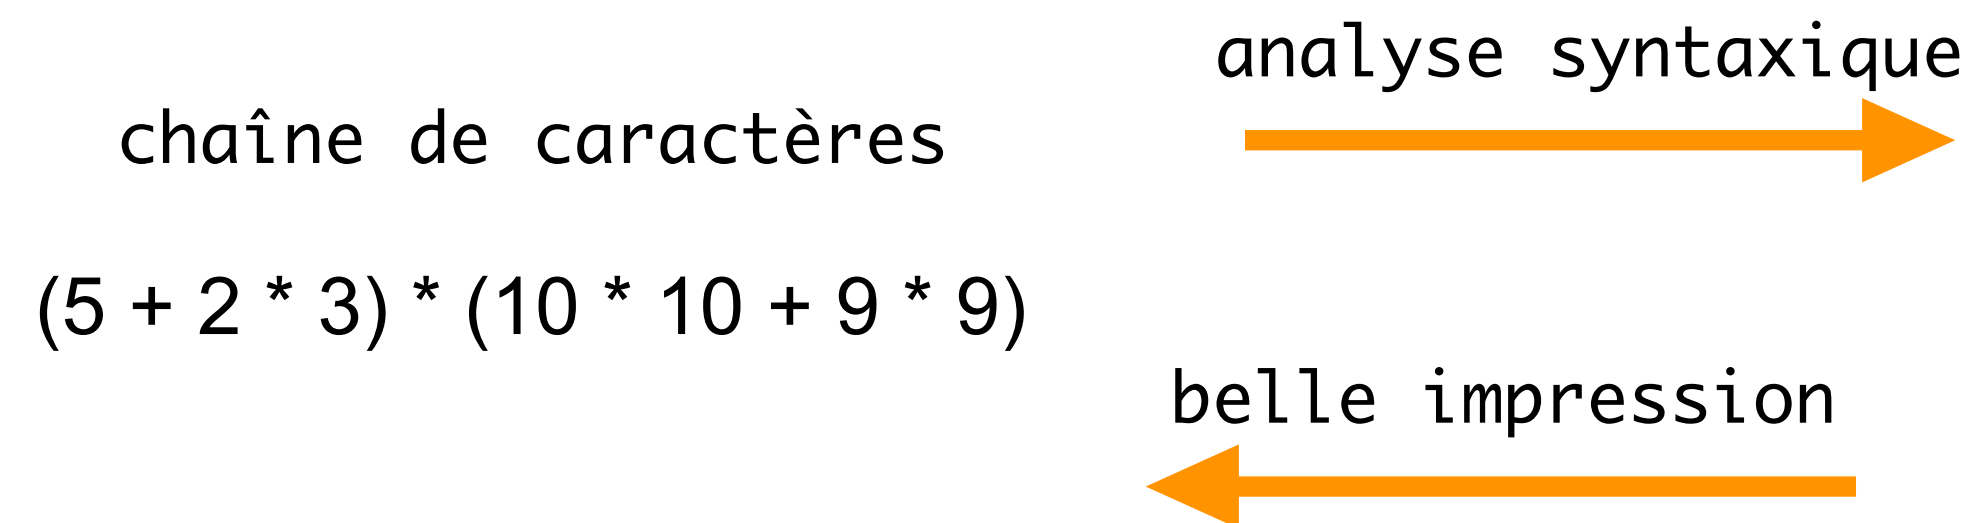 analyse syntaxique
chaîne de caractères
(5 + 2 * 3) * (10 * 10 + 9 * 9)
belle impression